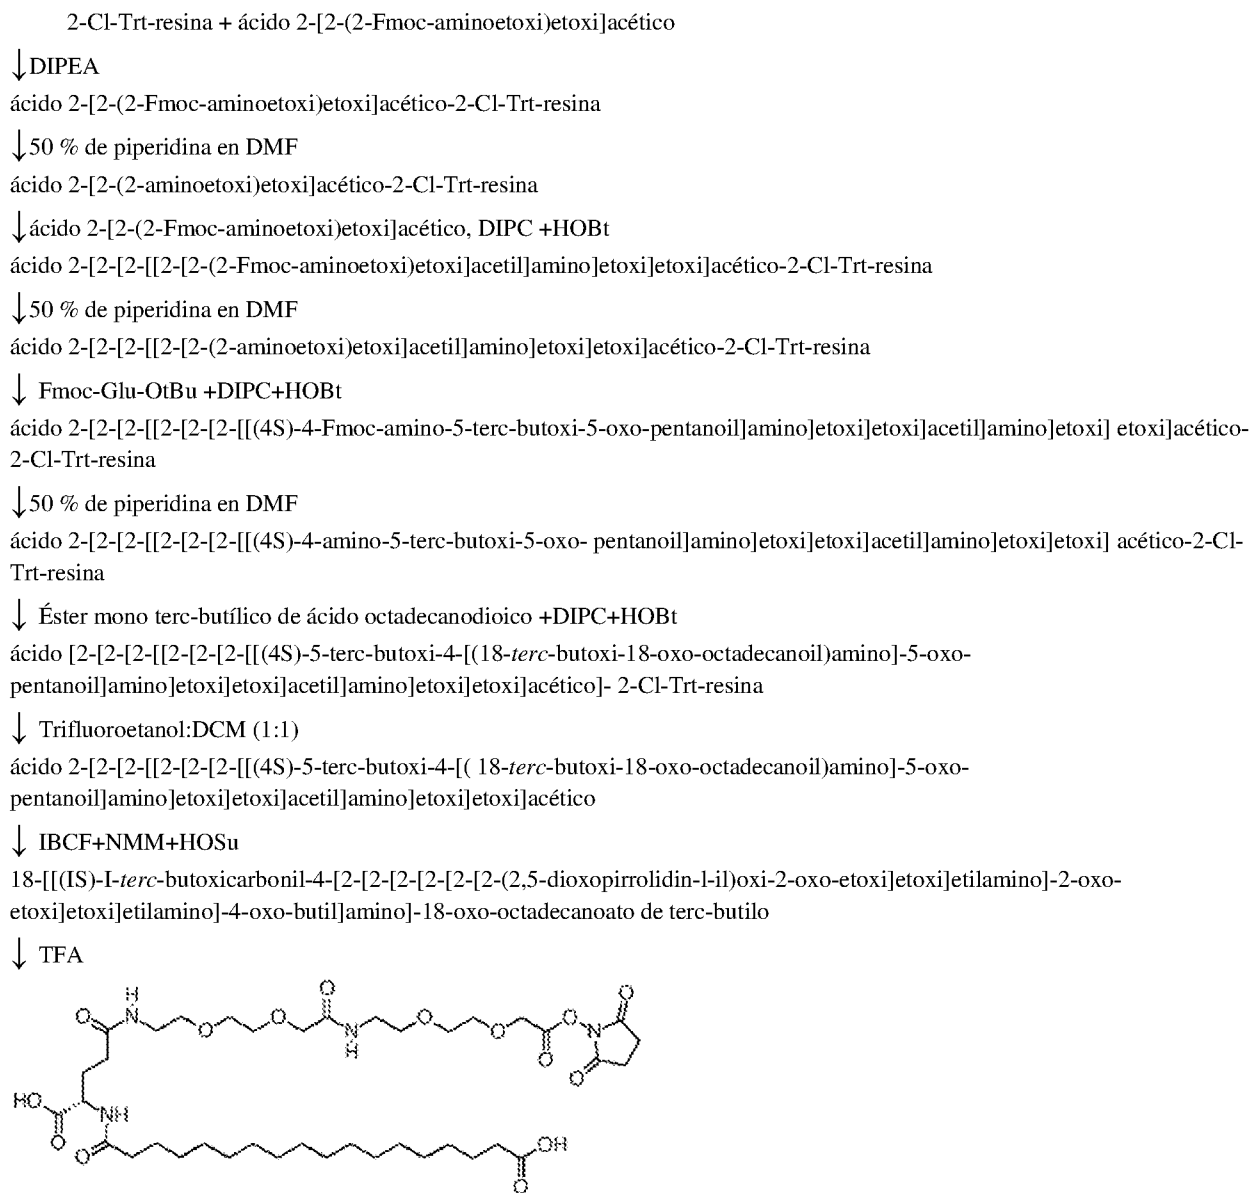 2-Cl-Trt-resina + ácido 2-[2-(2-Fmoc-aminoetoxi)etoxi]acético
↓DIPEA
ácido 2-[2-(2-Fmoc-aminoetoxi)etoxi]acético-2-Cl-Trt-resina
↓50 % de piperidina en DMF
ácido 2-[2-(2-aminoetoxi)etoxi]acético-2-Cl-Trt-resina
↓ácido 2-[2-(2-Fmoc-aminoetoxi)etoxi]acético, DIPC +HOBt
ácido 2-[2-[2-[[2-[2-(2-Fmoc-aminoetoxi)etoxi]acetil]amino]etoxi]etoxi]acético-2-Cl-Trt-resina
↓50 % de piperidina en DMF
ácido 2-[2-[2-[[2-[2-(2-aminoetoxi)etoxi]acetil]amino]etoxi]etoxi]acético-2-Cl-Trt-resina
↓ Fmoc-Glu-OtBu +DIPC+HOBt
ácido 2-[2-[2-[[2-[2-[2-[[(4S)-4-Fmoc-amino-5-terc-butoxi-5-oxo-pentanoil]amino]etoxi]etoxi]acetil]amino]etoxi] etoxi]acético-
2-Cl-Trt-resina
↓50 % de piperidina en DMF
ácido 2-[2-[2-[[2-[2-[2-[[(4S)-4-amino-5-terc-butoxi-5-oxo- pentanoil]amino]etoxi]etoxi]acetil]amino]etoxi]etoxi] acético-2-Cl-
Trt-resina
↓ Éster mono terc-butílico de ácido octadecanodioico +DIPC+HOBt
ácido [2-[2-[2-[[2-[2-[2-[[(4S)-5-terc-butoxi-4-[(18-terc-butoxi-18-oxo-octadecanoil)amino]-5-oxo-
pentanoil]amino]etoxi]etoxi]acetil]amino]etoxi]etoxi]acético]- 2-Cl-Trt-resina
↓ Trifluoroetanol:DCM (1:1)
ácido 2-[2-[2-[[2-[2-[2-[[(4S)-5-terc-butoxi-4-[( 18-terc-butoxi-18-oxo-octadecanoil)amino]-5-oxo-
pentanoil]amino]etoxi]etoxi]acetil]amino]etoxi]etoxi]acético
↓ IBCF+NMM+HOSu
18-[[(IS)-I-terc-butoxicarbonil-4-[2-[2-[2-[2-[2-[2-(2,5-dioxopirrolidin-l-il)oxi-2-oxo-etoxi]etoxi]etilamino]-2-oxo-
etoxi]etoxi]etilamino]-4-oxo-butil]amino]-18-oxo-octadecanoato de terc-butilo
↓ TFA
H O O
O N O O O O N
O O N O O O
H O
HO NH
O
O OH
O